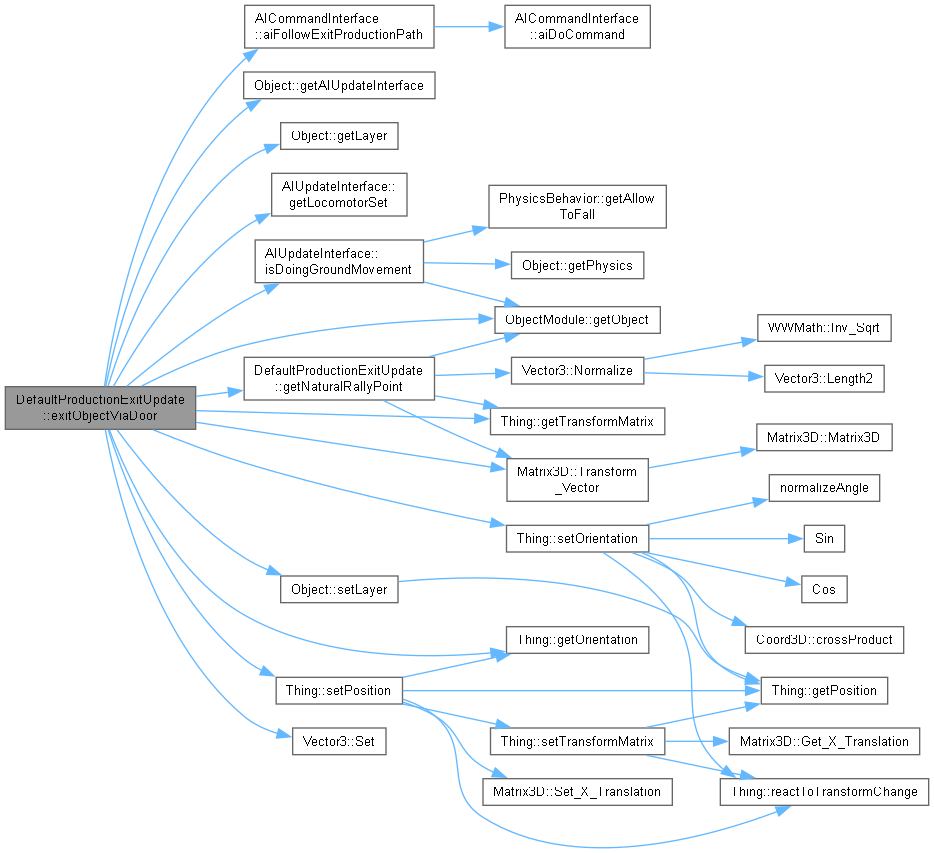 AICommandInterface
::aiFollowExitProductionPath
AICommandInterface
::aiDoCommand
Object::getAIUpdateInterface
Object::getLayer
AIUpdateInterface::
getLocomotorSet
PhysicsBehavior::getAllow
ToFall
AIUpdateInterface::
isDoingGroundMovement
Object::getPhysics
ObjectModule::getObject
WWMath::Inv_Sqrt
DefaultProductionExitUpdate
::getNaturalRallyPoint
Vector3::Normalize
Vector3::Length2
DefaultProductionExitUpdate
::exitObjectViaDoor
Thing::getTransformMatrix
Matrix3D::Matrix3D
Matrix3D::Transform
_Vector
normalizeAngle
Thing::setOrientation
Sin
Object::setLayer
Cos
Thing::getOrientation
Coord3D::crossProduct
Thing::setPosition
Thing::getPosition
Vector3::Set
Thing::setTransformMatrix
Matrix3D::Get_X_Translation
Matrix3D::Set_X_Translation
Thing::reactToTransformChange